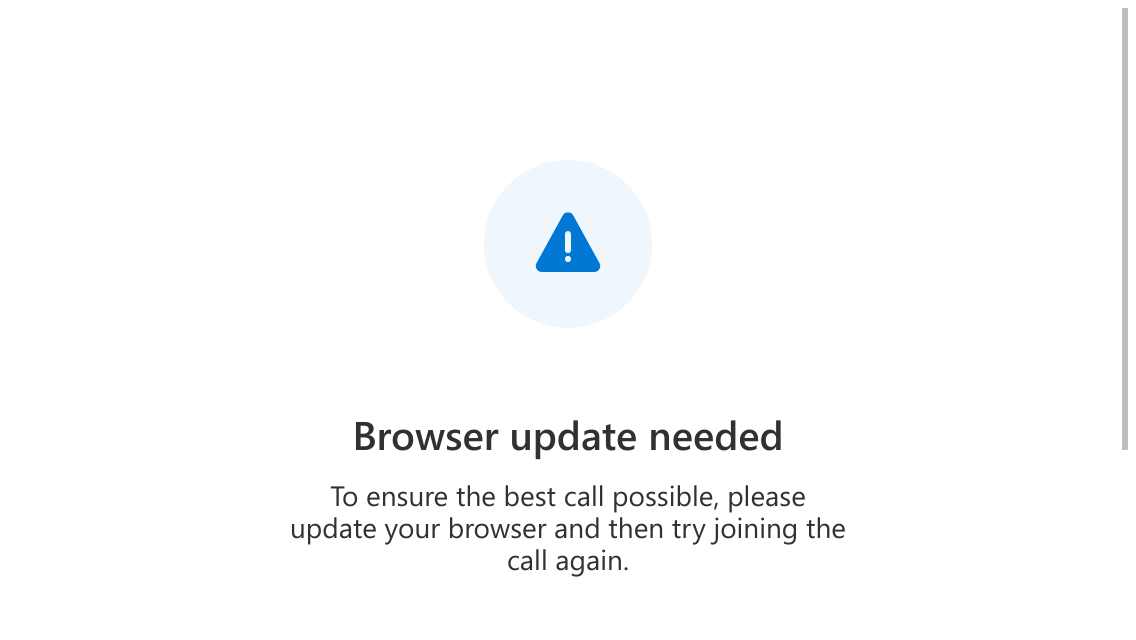 Browser update needed
To ensure the best call possible, please
update your browser and then try joining the
call again.